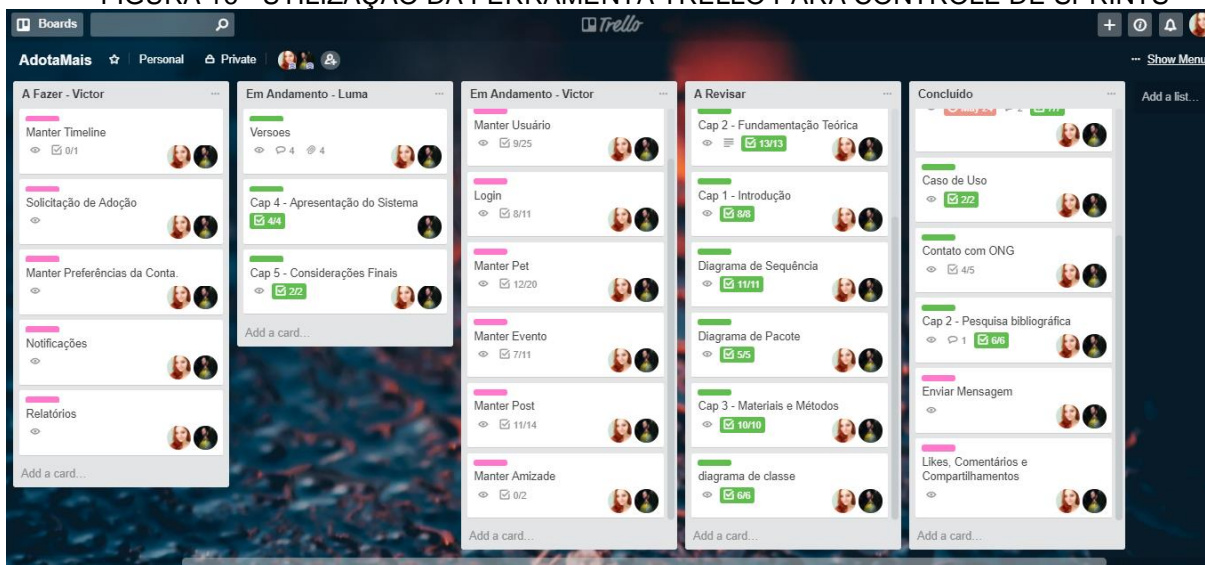 FIGURA 10 - UTILIZAÇÃO DA FERRAMENTA TRELLO PARA CONTROLE DE SPRINTS
Boards
Trello
AdotaMais
Personal
Private
... Show Menu
A Fazer - Victor
Manter Timeline
0/1
Solicitação de Adoção
Manter Preferências da Conta.
Notificações
Relatórios
Add a card...
Em Andamento - Luma
Versoes
4 4
Cap 4 - Apresentação do Sistema
4/4
Cap 5 - Considerações Finais
2/2
Add a card...
Em Andamento - Victor
Manter Usuário
9/25
Login
8/11
Manter Pet
12/20
Manter Evento
7/11
Manter Post
11/14
Manter Amizade
0/2
Add a card...
A Revisar
Cap 2 - Fundamentação Teórica
13/13
Cap 1 - Introdução
8/8
Diagrama de Sequência
11/11
Diagrama de Pacote
5/5
Cap 3 - Materiais e Métodos
10/10
diagrama de classe
6/6
Add a card...
Concluido
Caso de Uso
2/2
Contato com ONG
4/5
Cap 2 - Pesquisa bibliográfica
1 6/6
Enviar Mensagem
Likes, Comentários e
Compartilhamentos
Add a card...
Add a list...